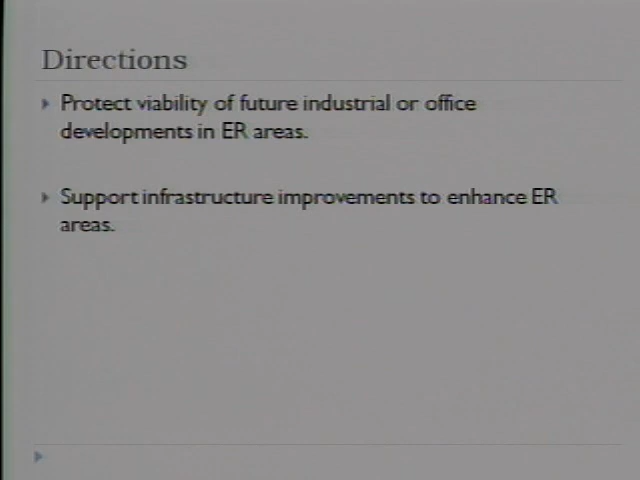 Directions
Protect viability of future industrial or office
developments in ER areas.
Support infrastructure improvements to enhance ER
areas.